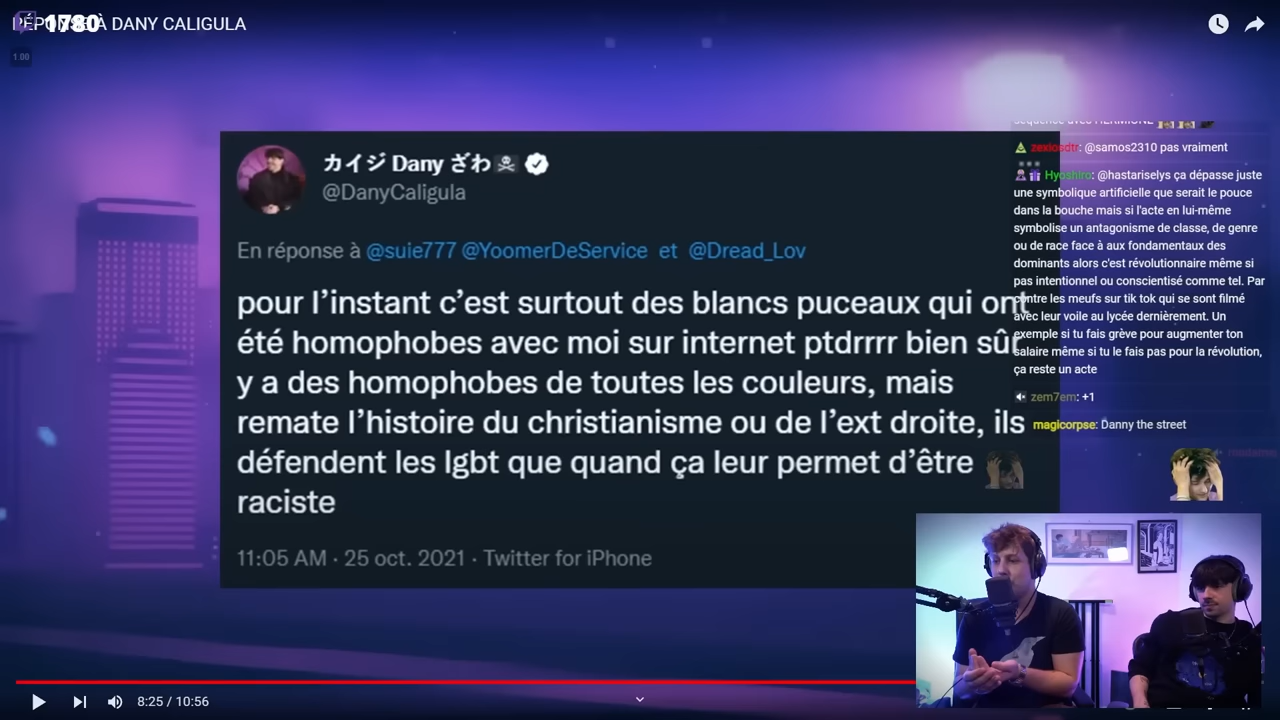 RÉPONSE À DANY CALIGULA
1780
1.00
カイジ Dany ざわ
@DanyCaligula
En réponse à @suie777 @YoomerDeService et @Dread_Lov
pour l’instant c’est surtout des blancs puceaux qui ont
été homophobes avec moi sur internet ptdrrrr bien sûr
y a des homophobes de toutes les couleurs, mais
remate l’histoire du christianisme ou de l’ext droite, ils
défendent les lgbt que quand ça leur permet d’être
raciste
11:05 AM · 25 oct. 2021 · Twitter for iPhone
séquence avec HERMIONE
zexiosdtr: @samos2310 pas vraiment
Hyoshiro: @hastariselys ça dépasse juste
une symbolique artificielle que serait le pouce
dans la bouche mais si l'acte en lui-même
symbolise un antagonisme de classe, de genre
ou de race face à aux fondamentaux des
dominants alors c'est révolutionnaire même si
pas intentionnel ou conscientisé comme tel. Par
contre les meufs sur tik tok qui se sont filmé
avec leur voile au lycée dernièrement. Un
exemple si tu fais grève pour augmenter ton
salaire même si tu le fais pas pour la révolution,
ça reste un acte
zem7em: +1
magicorpse: Danny the street
8:25 / 10:56